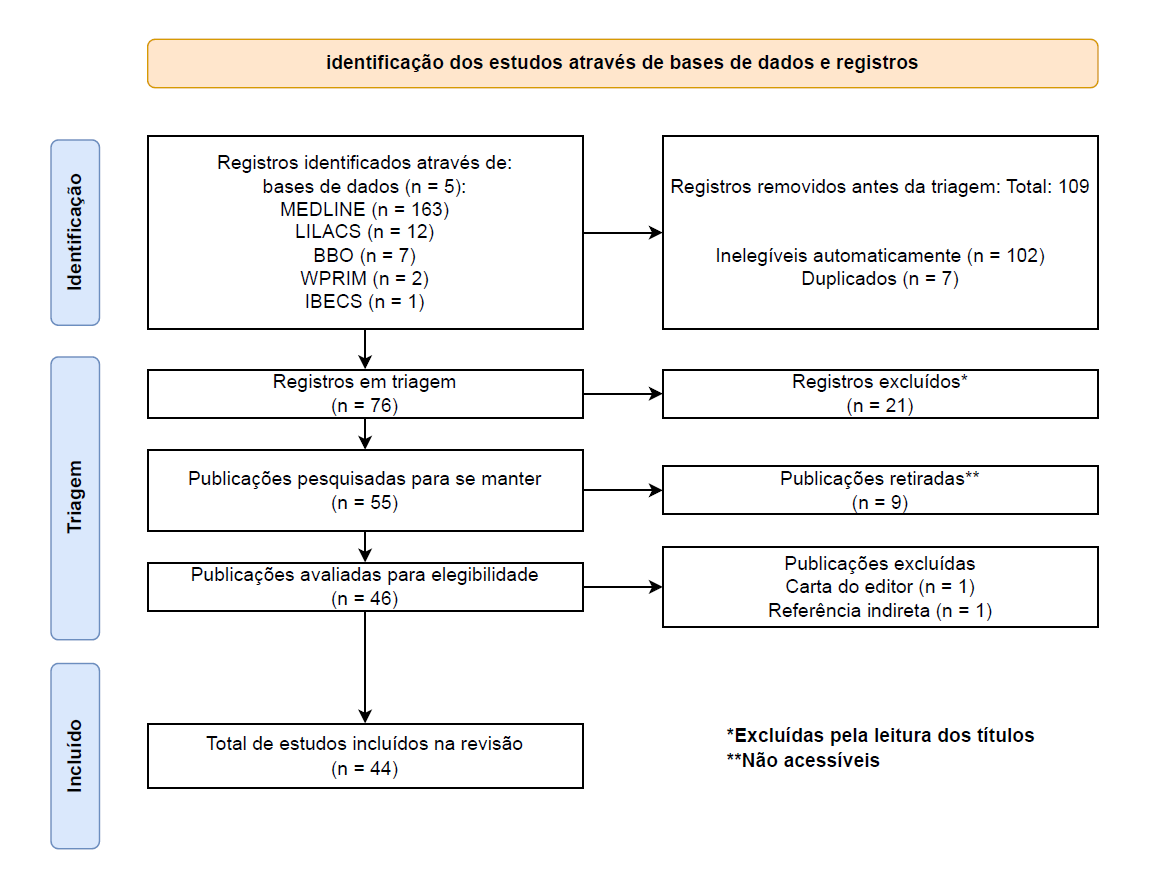 identificação dos estudos através de bases de dados e registros
Identificação
Registros identificados através de:
bases de dados (n = 5):
MEDLINE (n = 163)
LILACS (n = 12)
BBO (n = 7)
WPRIM (n = 2)
IBECS (n = 1)
Registros removidos antes da triagem: Total: 109
Inelegíveis automaticamente (n = 102)
Duplicados (n = 7)
Triagem
Registros em triagem
(n = 76)
Registros excluídos*
(n = 21)
Publicações pesquisadas para se manter
(n = 55)
Publicações retiradas**
(n = 9)
Publicações avaliadas para elegibilidade
(n = 46)
Publicações excluídas
Carta do editor (n = 1)
Referência indireta (n = 1)
Incluído
Total de estudos incluídos na revisão
(n = 44)
*Excluídas pela leitura dos títulos
**Não acessíveis